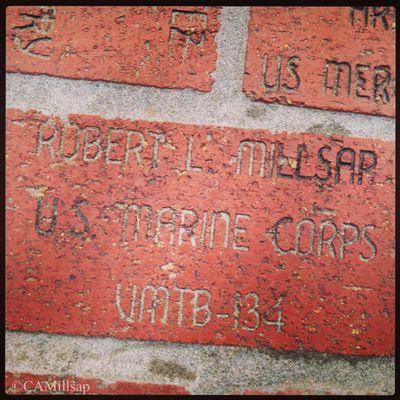 US MER
ROBERT L. MILLSAP
U.S. MARINE CORPS
VMTB-134
©CAMillsap